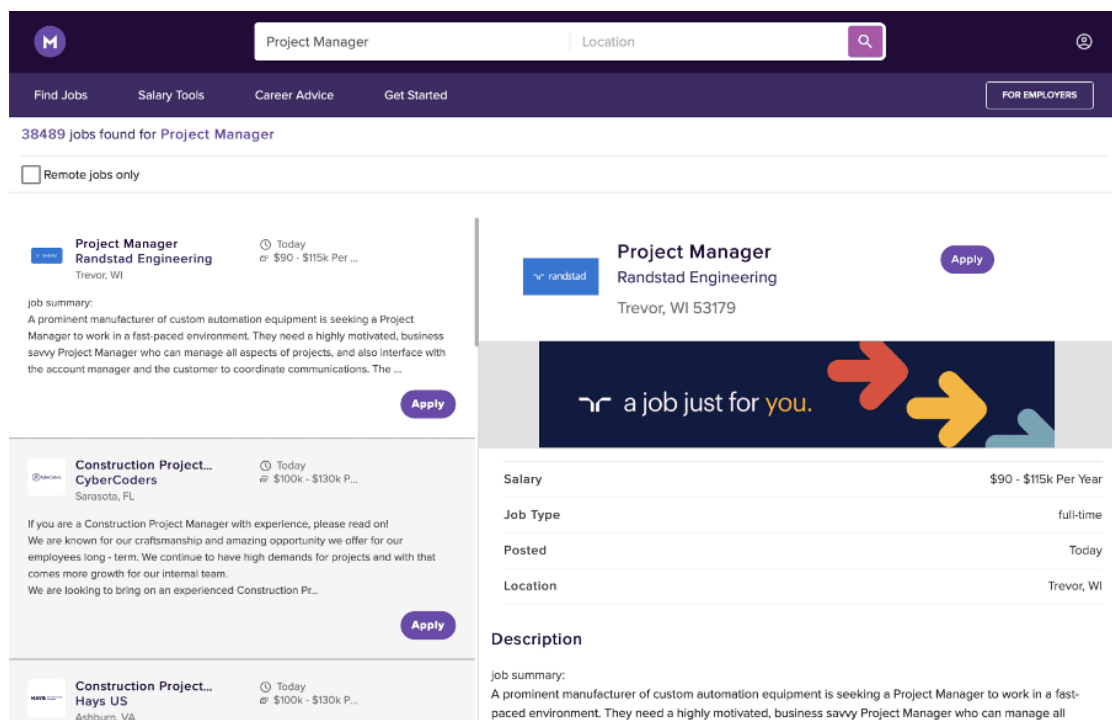 M
Project Manager
Location
Find Jobs
Salary Tools
Career Advice
Get Started
FOR EMPLOYERS
38489 jobs found for Project Manager
Remote jobs only
Project Manager
Randstad Engineering
Trevor, WI
Today
$90 - $115k Per ...
job summary:
A prominent manufacturer of custom automation equipment is seeking a Project
Manager to work in a fast-paced environment. They need a highly motivated, business
savvy Project Manager who can manage all aspects of projects, and also interface with
the account manager and the customer to coordinate communications. The ...
Apply
Construction Project...
CyberCoders
Sarasota, FL
Today
$100k - $130k P...
If you are a Construction Project Manager with experience, please read on!
We are known for our craftsmanship and amazing opportunity we offer for our
employees long - term. We continue to have high demands for projects and with that
comes more growth for our internal team.
We are looking to bring on an experienced Construction Pr...
Apply
HAYS
Construction Project...
Hays US
Ashburn, VA
Today
$100k - $130k P...
randstad
Project Manager
Randstad Engineering
Trevor, WI 53179
Apply
a job just for you.
Salary
$90 - $115k Per Year
Job Type
full-time
Posted
Today
Location
Trevor, WI
Description
job summary:
A prominent manufacturer of custom automation equipment is seeking a Project Manager to work in a fast-
paced environment. They need a highly motivated, business savvy Project Manager who can manage all